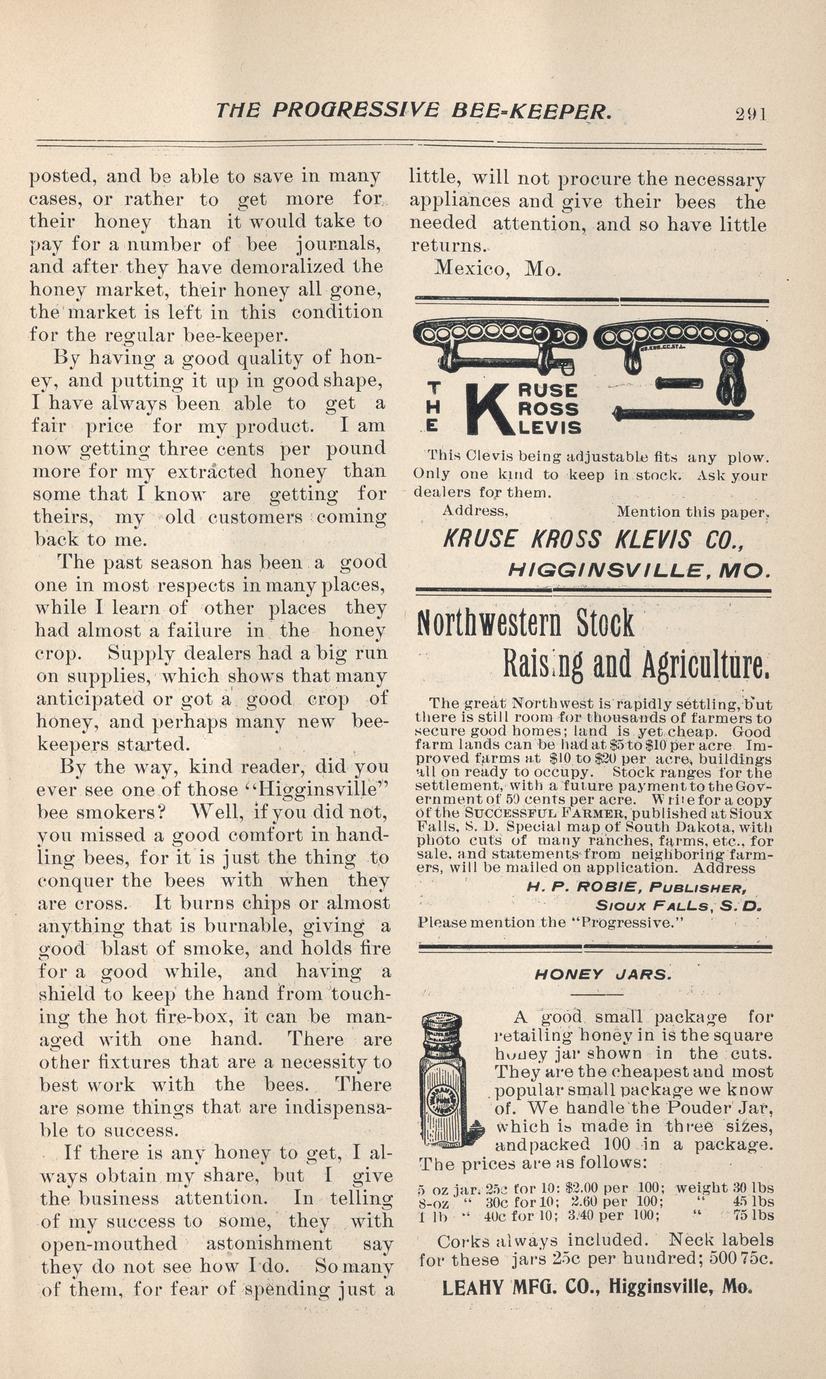 THE PROGRESSIVE BEE-KEEPER.
291
posted, and be able to save in many
cases, or rather to get more for
their honey than it would take to
pay for a number of bee journals,
and after they have demoralized the
honey market, their honey all gone,
the market is left in this condition
for the regular bee-keeper.
By having a good quality of hon-
ey, and putting it up in good shape,
I have always been able to get a
fair price for my product. I am
now getting three cents per pound
more for my extracted honey than
some that I know are getting for
theirs, my old customers coming
back to me.
The past season has been a good
one in most respects in many places,
while I learn of other places they
had almost a failure in the honey
crop. Supply dealers had a big run
on supplies, which shows that many
anticipated or got a good crop of
honey, and perhaps many new bee-
keepers started.
By the way, kind reader, did you
ever see one of those "Higginsville"
bee smokers? Well, if you did not,
you missed a good comfort in hand-
ling bees, for it is just the thing to
conquer the bees with when they
are cross. It burns chips or almost
anything that is burnable, giving a
good blast of smoke, and holds fire
for a good while, and having a
shield to keep the hand from touch-
ing the hot fire-box, it can be man-
aged with one hand. There are
other fixtures that are a necessity to
best work with the bees. There
are some things that are indispensa-
ble to success.
If there is any honey to get, I al-
ways obtain my share, but I give
the business attention. In telling
of my success to some, they with
open-mouthed astonishment say
they do not see how I do. So many
of them, for fear of spending just a
little, will not procure the necessary
appliances and give their bees the
needed attention, and so have little
returns.
Mexico, Mo.
THE KRUSE
KROSS
KLEVIS
This Clevis being adjustable fits any plow.
Only one kind to keep in stock. Ask your
dealers for them.
Address, Mention this paper,
KRUSE KROSS KLEVIS CO.,
HIGGINSVILLE, MO.
Northwestern Stock
Raising and Agriculture.
The great Northwest is rapidly settling, but
there is still room for thousands of farmers to
secure good homes; land is yet cheap. Good
farm lands can be had at $5 to $10 per acre Im-
proved farms at $10 to $20 per acre, buildings
all on ready to occupy. Stock ranges for the
settlement, with a future payment to the Gov-
ernment of 50 cents per acre. Write for a copy
of the SUCCESSFUL FARMER, published at Sioux
Falls, S. D. Special map of South Dakota, with
photo cuts of many ranches, farms, etc., for
sale, and statements from neighboring farm-
ers, will be mailed on application. Address
H. P. ROBIE, PUBLISHER,
SIOUX FALLS, S. D.
Please mention the "Progressive."
HONEY JARS.
A good small package for
retailing honey in is the square
honey jar shown in the cuts.
They are the cheapest and most
popular small package we know
of. We handle the Pouder Jar,
which is made in three sizes,
and packed 100 in a package.
The prices are as follows:
5 oz jar, 25c for 10; $2.00 per 100; weight 30 lbs
8-oz " 30c for 10; 2.60 per 100; " 45 lbs
1 lb " 40c for 10; 3.40 per 100; " 75 lbs
Corks always included. Neck labels
for these jars 25c per hundred; 500 75c.
LEAHY MFG. CO., Higginsville, Mo.